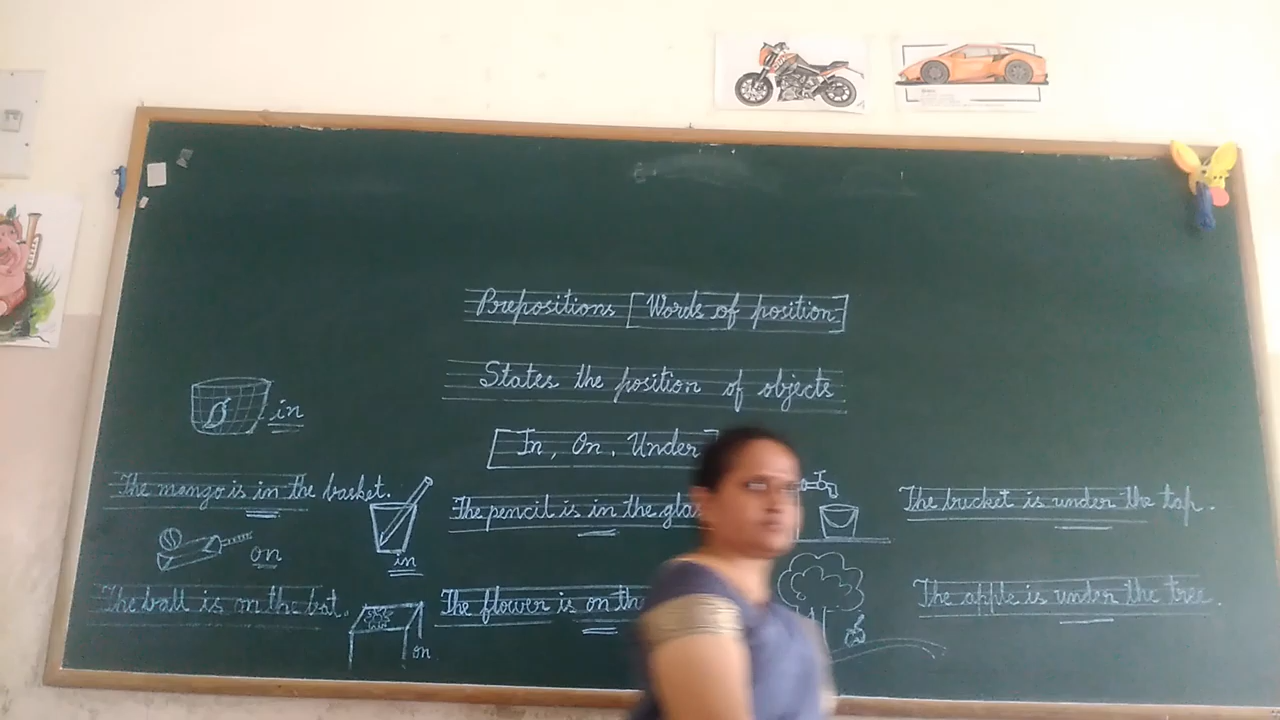 Prepositions [Words of position]
States the position of objects
[In, On, Under]
in
The mango is in the basket.
on
The ball is on the bat.
in
The pencil is in the
The flower is on the
on
The bucket is under the tap.
The apple is under the tree.